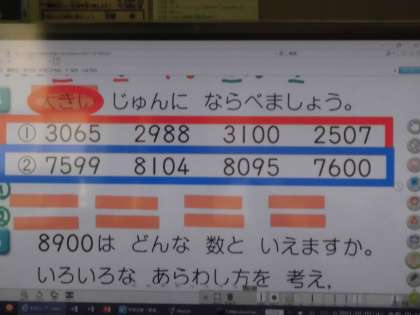 大きい じゅんに ならべましょう。
① 3065 2988 3100 2507
② 7599 8104 8095 7600
8900は どんな 数と いえますか。
いろいろな あらわし方を 考え,